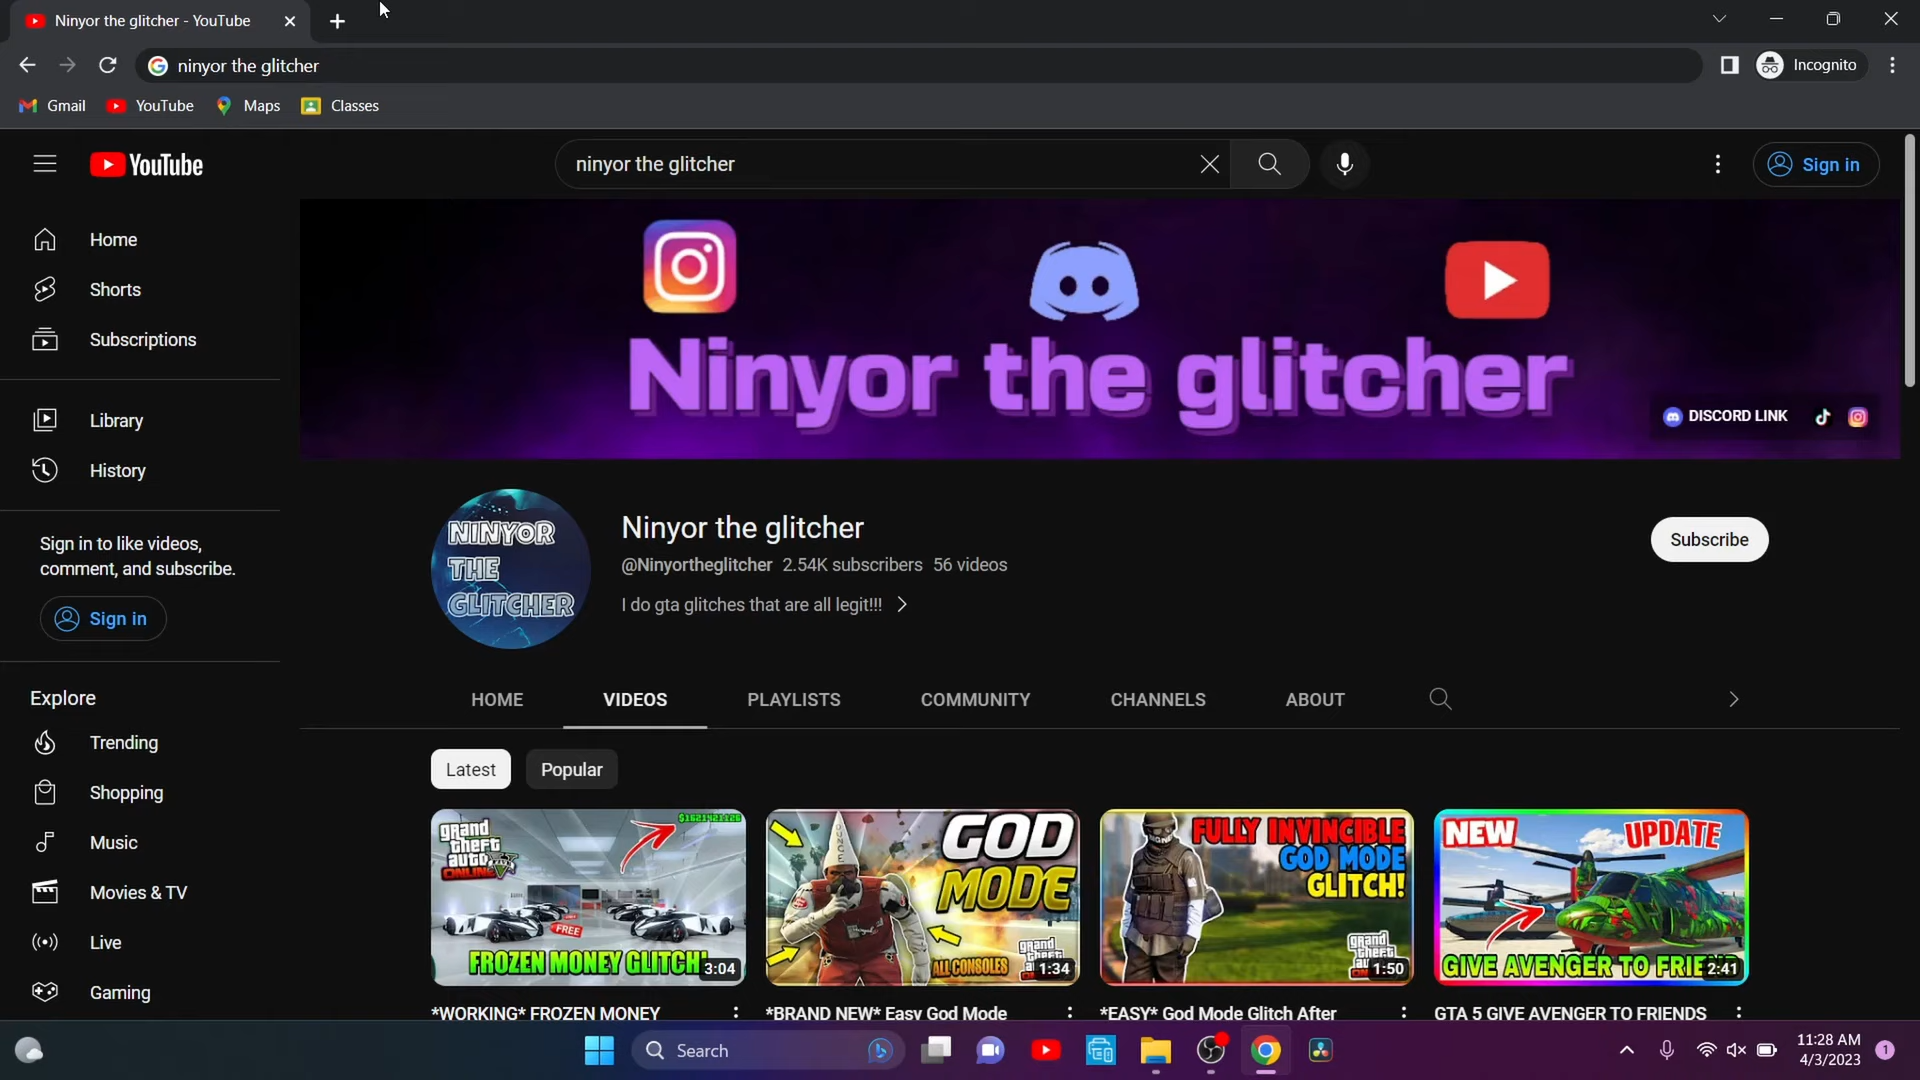 Ninyor the glitcher - YouTube
ninyor the glitcher
Incognito
Gmail YouTube Maps Classes
YouTube
ninyor the glitcher
Sign in
Home
Shorts
Subscriptions
Library
History
Sign in to like videos,
comment, and subscribe.
Sign in
Explore
Trending
Shopping
Music
Movies & TV
Live
Gaming
Ninyor the glitcher
DISCORD LINK
NINYOR
THE
GLITCHER
Ninyor the glitcher
@Ninyortheglitcher 2.54K subscribers 56 videos
I do gta glitches that are all legit!!!
Subscribe
HOME VIDEOS PLAYLISTS COMMUNITY CHANNELS ABOUT
Latest Popular
grand
theft
auto V
ONLINE
FREE
FROZEN MONEY GLITCH!
3:04
*WORKING* FROZEN MONEY
DUNCE
GOD
MODE
ALL CONSOLES
grand
1:34
*BRAND NEW* Easy God Mode
FULLY INVINCIBLE
GOD MODE
GLITCH!
grand
1:50
*EASY* God Mode Glitch After
NEW UPDATE
GIVE AVENGER TO
2:41
GTA 5 GIVE AVENGER TO FRIENDS
Search
11:28 AM
4/3/2023
1